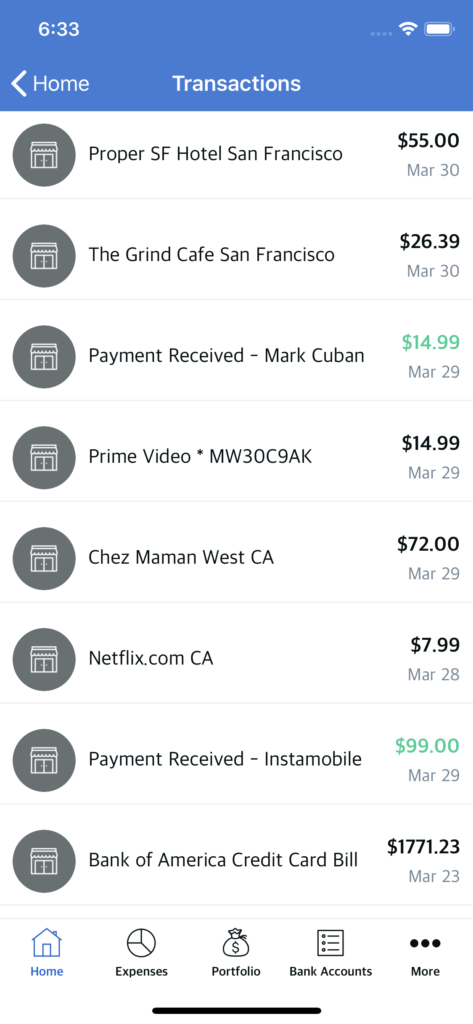 6:33
Home
Transactions
Proper SF Hotel San Francisco
$55.00
Mar 30
The Grind Cafe San Francisco
$26.39
Mar 30
Payment Received - Mark Cuban
$14.99
Mar 29
Prime Video * MW30C9AK
$14.99
Mar 29
Chez Maman West CA
$72.00
Mar 29
Netflix.com CA
$7.99
Mar 28
Payment Received - Instamobile
$99.00
Mar 29
Bank of America Credit Card Bill
$1771.23
Mar 23
$
Home
Expenses
Portfolio
Bank Accounts
More